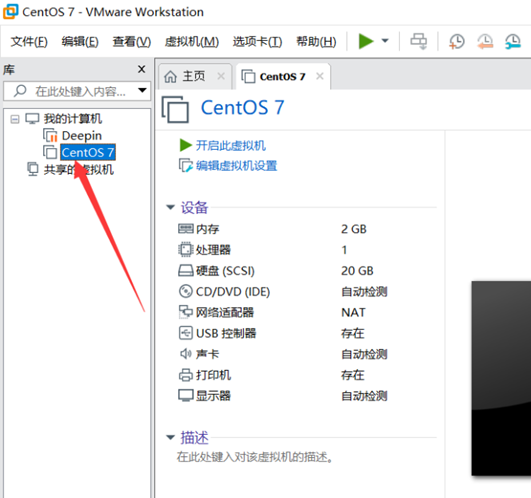 CentOS 7 - VMware Workstation
文件(F) 编辑(E) 查看(V) 虚拟机(M) 选项卡(T) 帮助(H)
库
在此处键入内容...
我的计算机
Deepin
CentOS 7
共享的虚拟机
主页
CentOS 7
CentOS 7
开启此虚拟机
编辑虚拟机设置
设备
内存 2 GB
处理器 1
硬盘 (SCSI) 20 GB
CD/DVD (IDE) 自动检测
网络适配器 NAT
USB 控制器 存在
声卡 自动检测
打印机 存在
显示器 自动检测
描述
在此处键入对该虚拟机的描述。